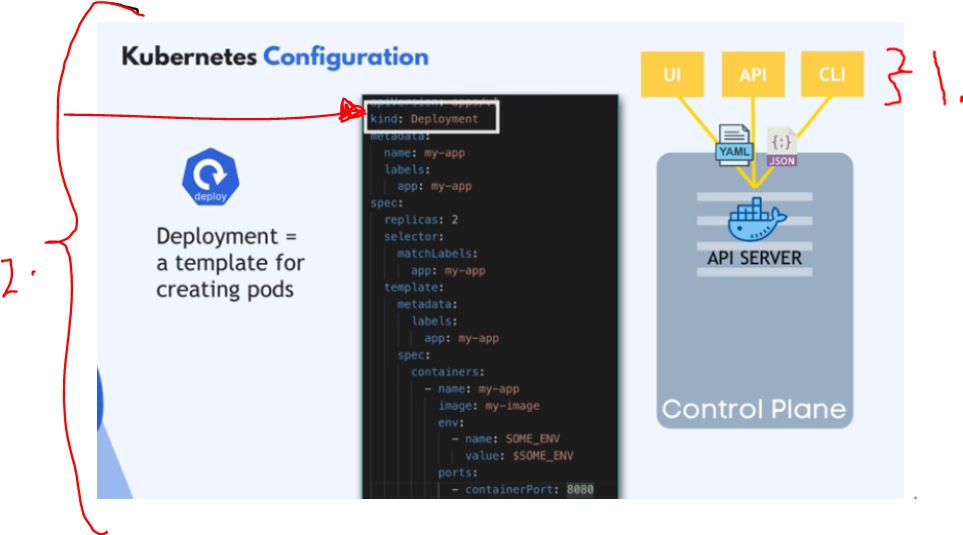 Kubernetes Configuration
UI
API
CLI
} 1.
YAML
{:}
JSON
API SERVER
Control Plane
deploy
Deployment =
a template for
creating pods
2.
apiVersion: apps/v1
kind: Deployment
metadata:
name: my-app
labels:
app: my-app
spec:
replicas: 2
selector:
matchLabels:
app: my-app
template:
metadata:
labels:
app: my-app
spec:
containers:
- name: my-app
image: my-image
env:
- name: SOME_ENV
value: $SOME_ENV
ports:
- containerPort: 8080